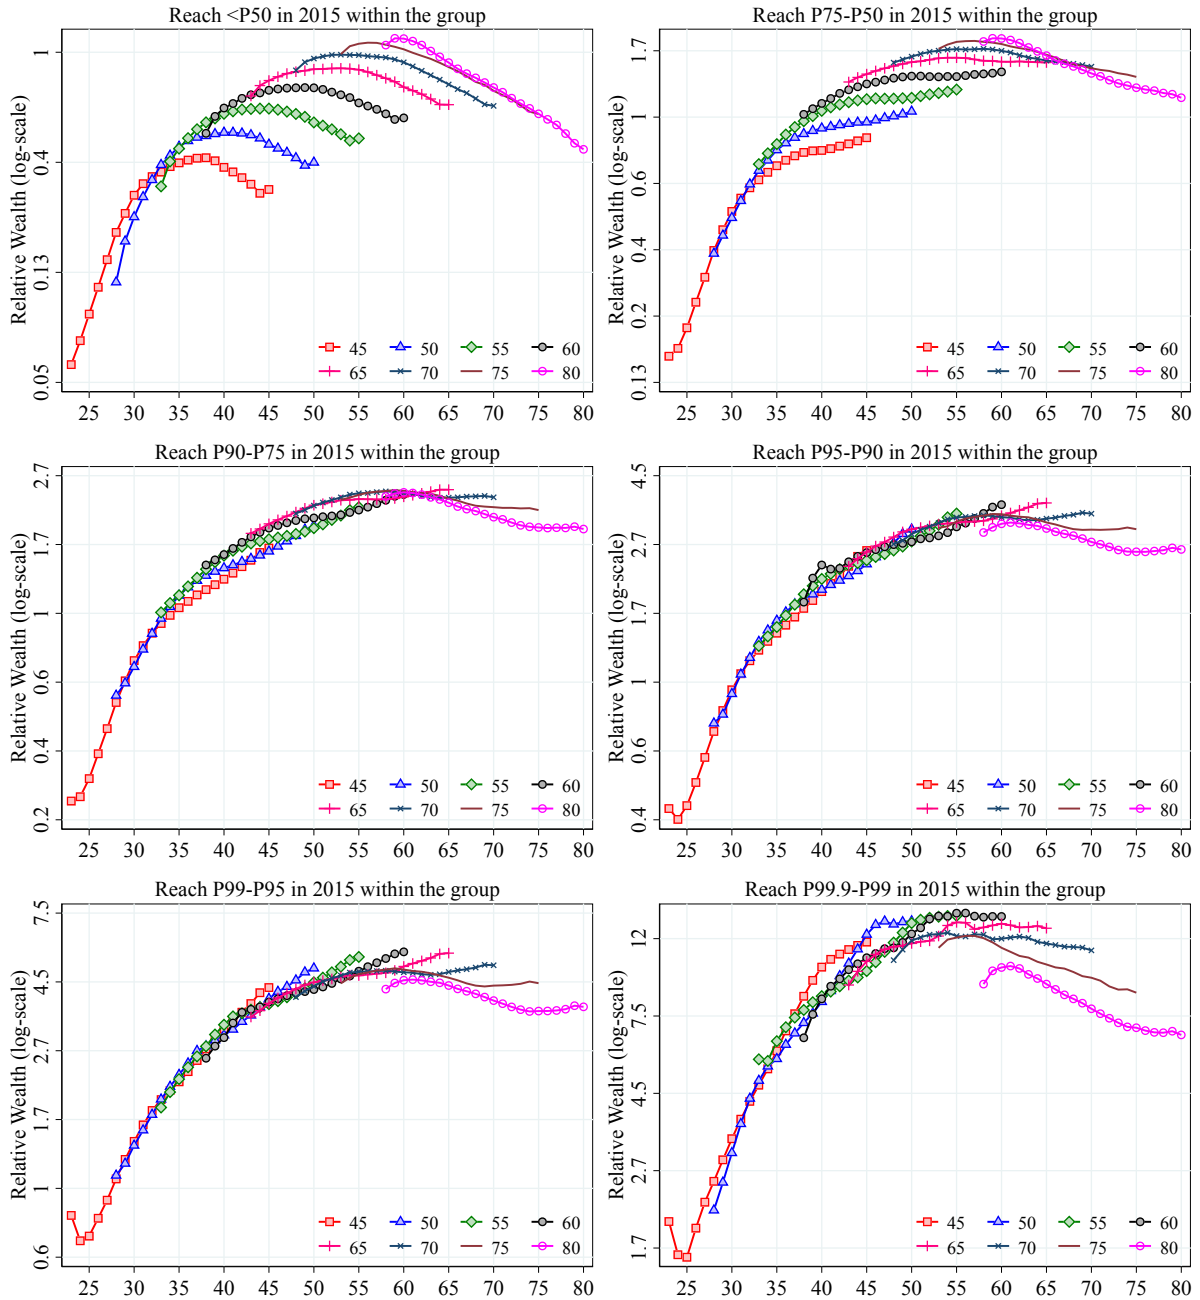 Reach <P50 in 2015 within the group
Relative Wealth (log-scale)
1
0.4
0.13
0.05
45 50 55 60
65 70 75 80
25 30 35 40 45 50 55 60 65 70 75 80
Reach P75-P50 in 2015 within the group
Relative Wealth (log-scale)
1.7
1
0.6
0.4
0.2
0.13
45 50 55 60
65 70 75 80
25 30 35 40 45 50 55 60 65 70 75 80
Reach P90-P75 in 2015 within the group
Relative Wealth (log-scale)
2.7
1.7
1
0.6
0.4
0.2
45 50 55 60
65 70 75 80
25 30 35 40 45 50 55 60 65 70 75 80
Reach P95-P90 in 2015 within the group
Relative Wealth (log-scale)
4.5
2.7
1.7
1
0.6
0.4
45 50 55 60
65 70 75 80
25 30 35 40 45 50 55 60 65 70 75 80
Reach P99-P95 in 2015 within the group
Relative Wealth (log-scale)
7.5
4.5
2.7
1.7
1
0.6
45 50 55 60
65 70 75 80
25 30 35 40 45 50 55 60 65 70 75 80
Reach P99.9-P99 in 2015 within the group
Relative Wealth (log-scale)
12
7.5
4.5
2.7
1.7
45 50 55 60
65 70 75 80
25 30 35 40 45 50 55 60 65 70 75 80